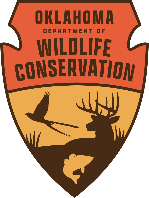 OKLAHOMA
DEPARTMENT OF
WILDLIFE
CONSERVATION